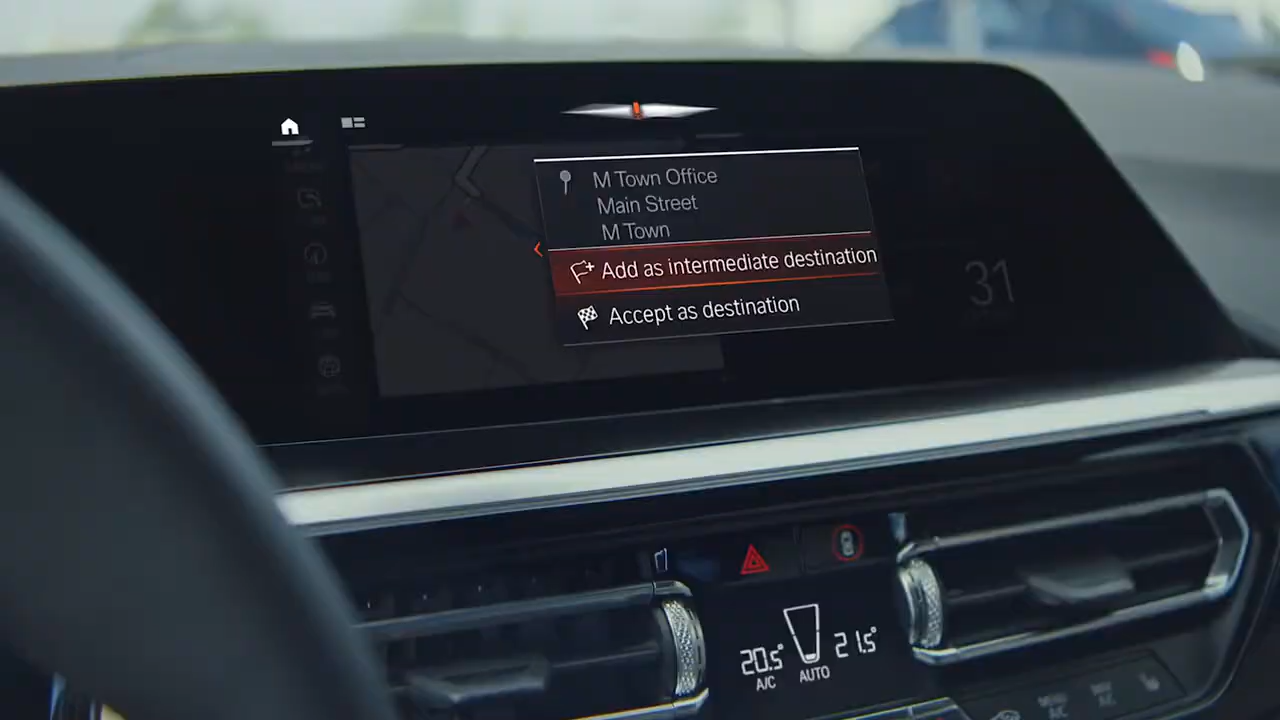 M Town Office
Main Street
M Town
Add as intermediate destination
Accept as destination
31
20.5°
21.5°
A/C
AUTO